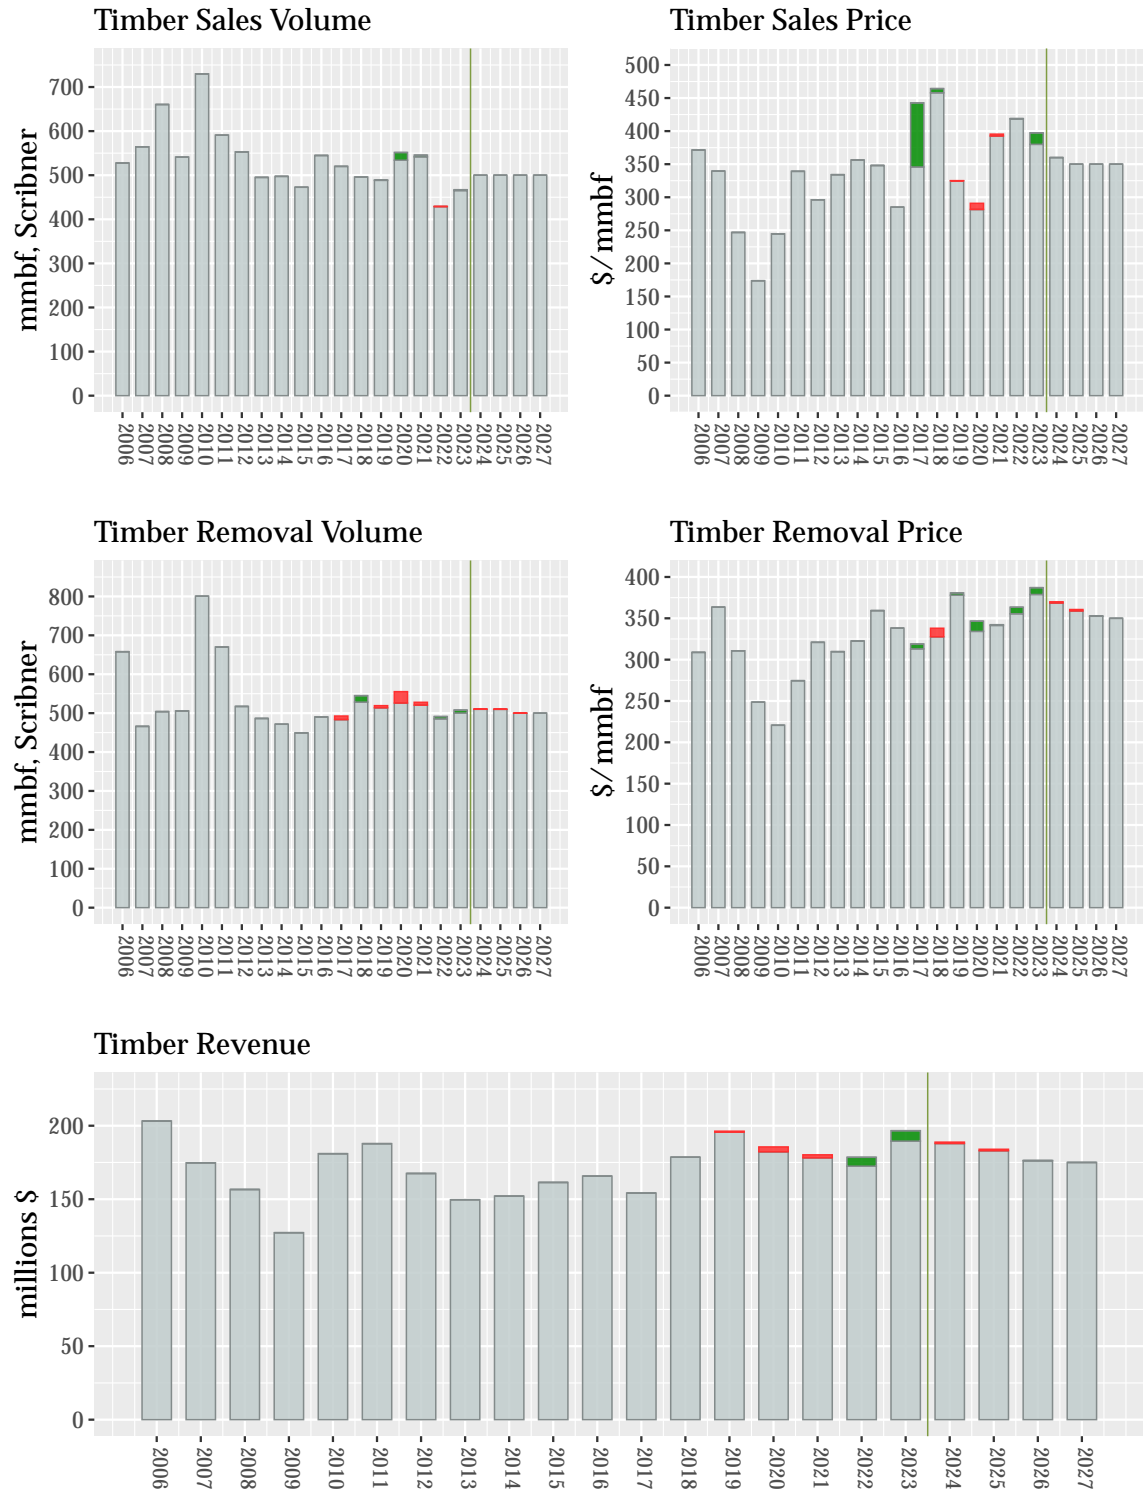 Timber Sales Volume
mmbf, Scribner
700
600
500
400
300
200
100
0
2006 2007 2008 2009 2010 2011 2012 2013 2014 2015 2016 2017 2018 2019 2020 2021 2022 2023 2024 2025 2026 2027
Timber Sales Price
$/mmbf
500
450
400
350
300
250
200
150
100
50
0
2006 2007 2008 2009 2010 2011 2012 2013 2014 2015 2016 2017 2018 2019 2020 2021 2022 2023 2024 2025 2026 2027
Timber Removal Volume
mmbf, Scribner
800
700
600
500
400
300
200
100
0
2006 2007 2008 2009 2010 2011 2012 2013 2014 2015 2016 2017 2018 2019 2020 2021 2022 2023 2024 2025 2026 2027
Timber Removal Price
$/mmbf
400
350
300
250
200
150
100
50
0
2006 2007 2008 2009 2010 2011 2012 2013 2014 2015 2016 2017 2018 2019 2020 2021 2022 2023 2024 2025 2026 2027
Timber Revenue
millions $
200
150
100
50
0
2006 2007 2008 2009 2010 2011 2012 2013 2014 2015 2016 2017 2018 2019 2020 2021 2022 2023 2024 2025 2026 2027